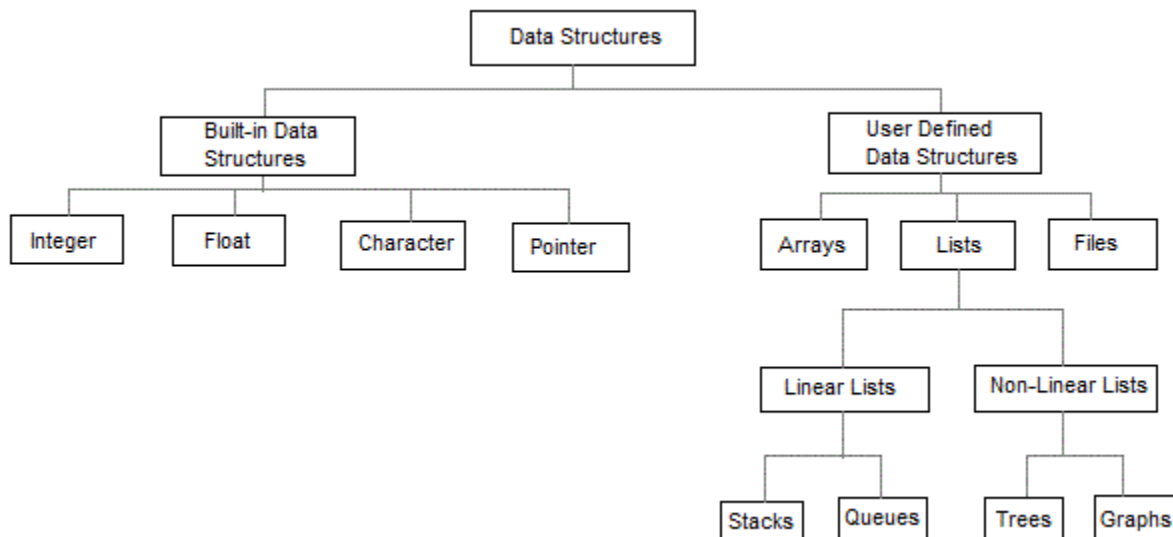 Data Structures
Built-in Data
Structures
User Defined
Data Structures
Integer
Float
Character
Pointer
Arrays
Lists
Files
Linear Lists
Non-Linear Lists
Stacks
Queues
Trees
Graphs